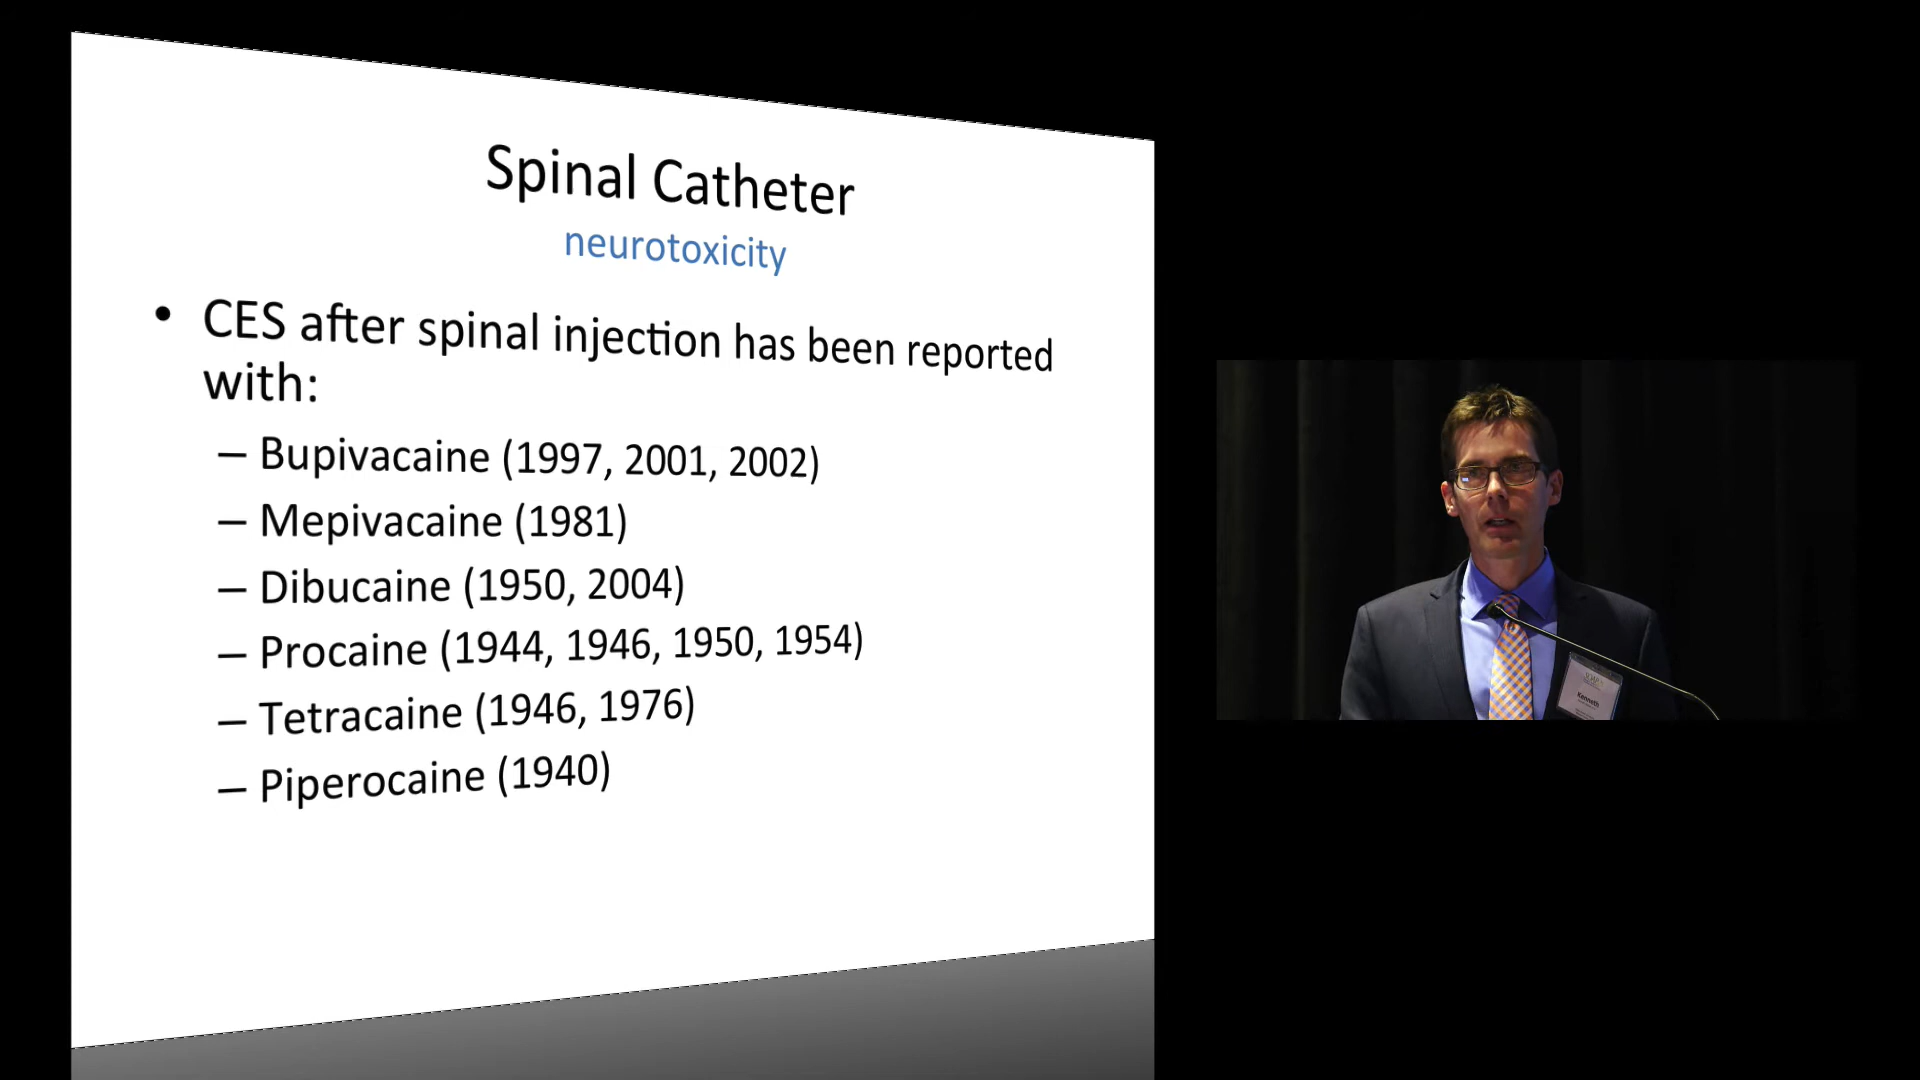 Spinal Catheter
neurotoxicity
• CES after spinal injection has been reported
with:
– Bupivacaine (1997, 2001, 2002)
– Mepivacaine (1981)
– Dibucaine (1950, 2004)
– Procaine (1944, 1946, 1950, 1954)
– Tetracaine (1946, 1976)
– Piperocaine (1940)
Kenneth